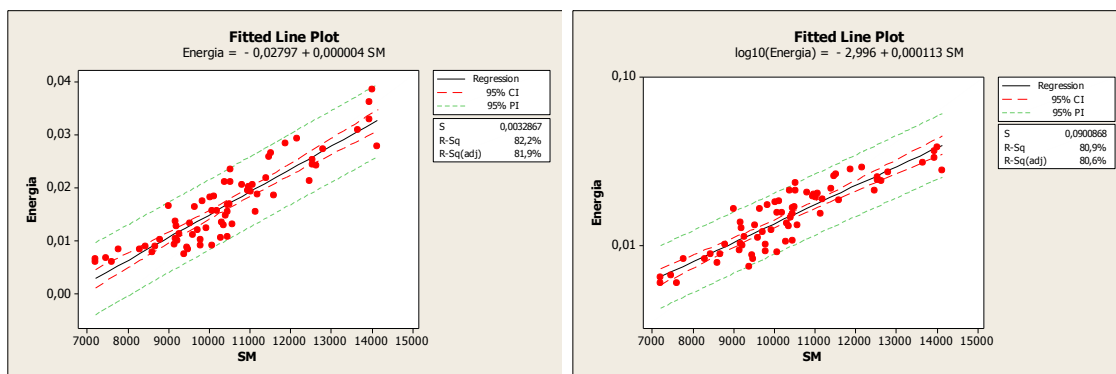 Fitted Line Plot
Energia = - 0,02797 + 0,000004 SM
0,04
0,03
0,02
0,01
0,00
Energia
7000 8000 9000 10000 11000 12000 13000 14000 15000
SM
Regression
95% CI
95% PI
S 0,0032867
R-Sq 82,2%
R-Sq(adj) 81,9%
Fitted Line Plot
log10(Energia) = - 2,996 + 0,000113 SM
0,10
0,01
Energia
7000 8000 9000 10000 11000 12000 13000 14000 15000
SM
Regression
95% CI
95% PI
S 0,0900868
R-Sq 80,9%
R-Sq(adj) 80,6%